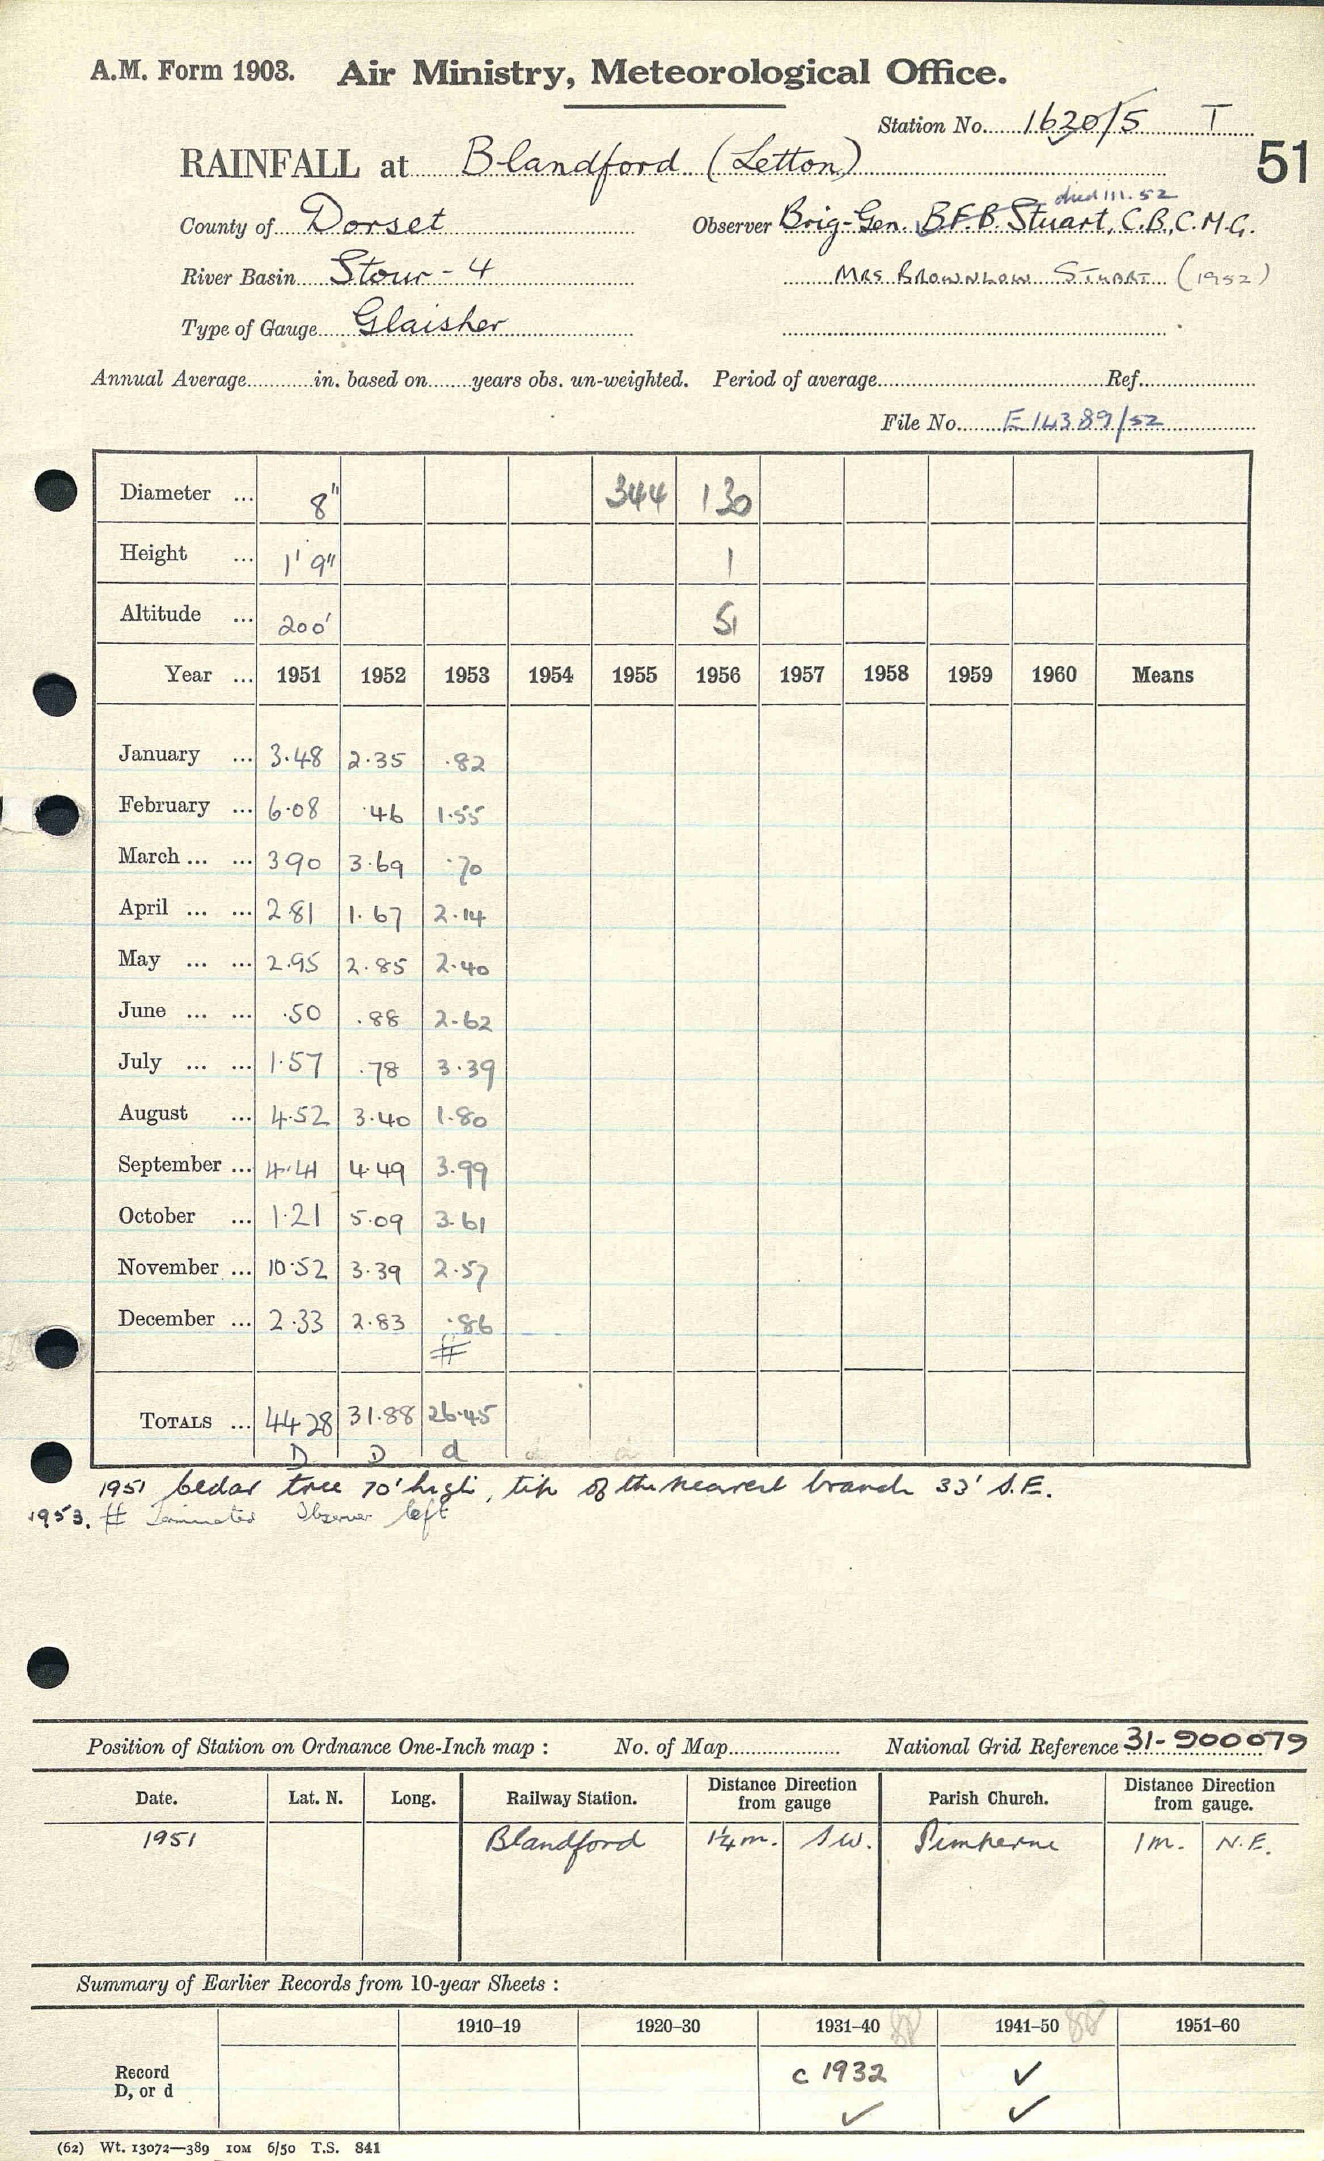 A.M. Form 1903. Air Ministry, Meteorological Office.
Station No. 1620/5 T
51
RAINFALL at Blandford (Letton)
died 111.52
County of Dorset Observer Brig-Gen. B.F.B. Stuart, C.B., C.M.G.
River Basin Stour - 4 MRS BROWNLOW STUART (1952)
Type of Gauge Glaisher
Annual Average in. based on years obs. un-weighted. Period of average Ref.
File No. E 14389/52
Diameter ... 8" 344 130
Height ... 1' 9" 1
Altitude ... 200' 51
Year ... 1951 1952 1953 1954 1955 1956 1957 1958 1959 1960 Means
January ... 3.48 2.35 .82
February ... 6.08 .46 1.55
March ... ... 3 90 3.69 .70
April ... ... 2.81 1.67 2.14
May ... ... 2.95 2.85 2.40
June ... ... .50 .88 2.62
July ... ... 1.57 .78 3.39
August ... 4.52 3.40 1.80
September ... 4.41 4.49 3.99
October ... 1.21 5.09 3.61
November ... 10.52 3.39 2.57
December ... 2.33 2.83 .86
#
TOTALS ... 44 28 31.88 26.45
D D d
1951 Cedar tree 70' high, tip of the nearest branch 33' S.E.
1953. # Terminated Observer left
Position of Station on Ordnance One-Inch map : No. of Map National Grid Reference 31-900079
Date. Lat. N. Long. Railway Station. Distance Direction from gauge Parish Church. Distance Direction from gauge.
1951 Blandford 1¼m. S.W. Pimperne 1m. N.E.
Summary of Earlier Records from 10-year Sheets :
1910-19 1920-30 1931-40 1941-50 1951-60
Record D, or d c 1932 ✓
✓ ✓
(62) Wt. 13072—389 10M 6/50 T.S. 841